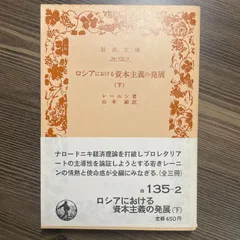 岩波文庫
ロシアにおける資本主義の発展
(下)
レーニン著
山本敏訳
ナロードニキ経済理論を打破しプロレタリア
ートの主導性を論証しようとする若きレーニ
ンの情熱と使命感が全編にみなぎる。(全三冊)
白135-2
ロシアにおける
資本主義の発展(下)
定価450円